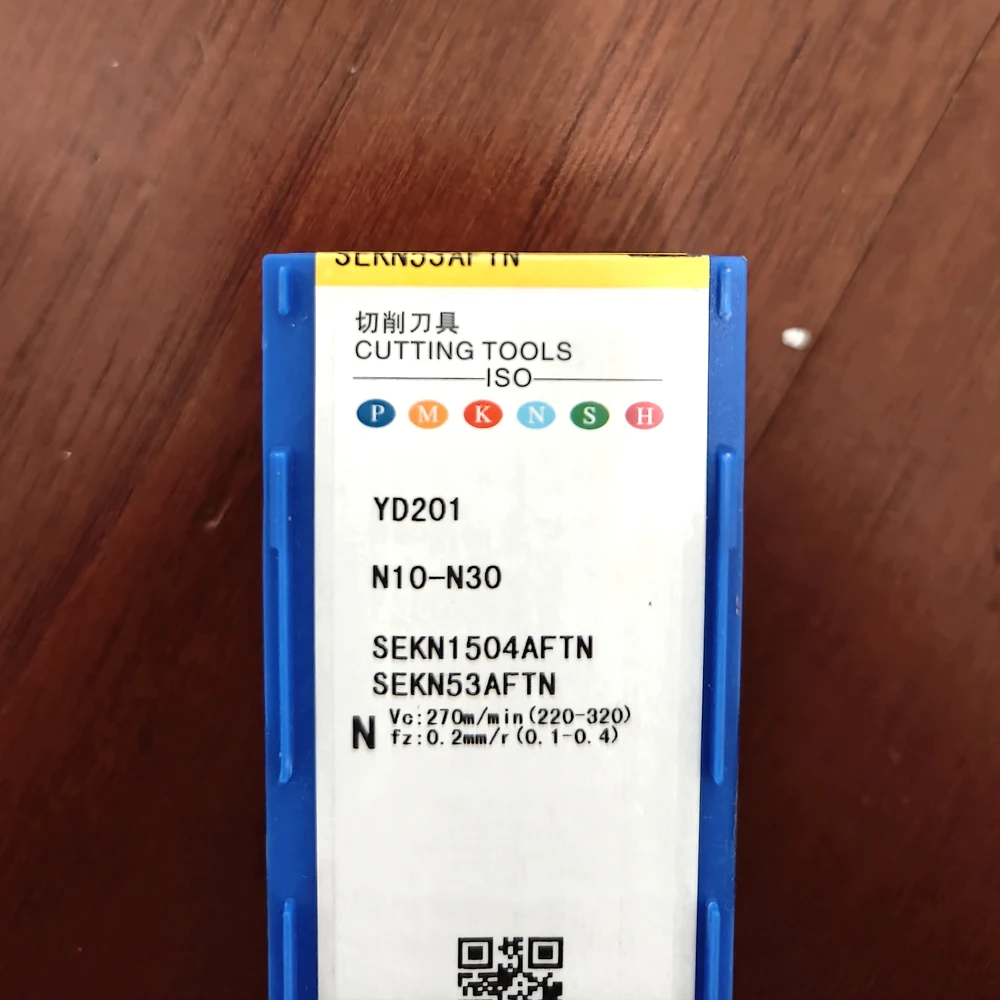 SEKN53AFTN
切削刀具
CUTTING TOOLS
ISO
P M K N S H
YD201
N10-N30
SEKN1504AFTN
SEKN53AFTN
N
Vc:270m/min(220-320)
fz:0.2mm/r(0.1-0.4)